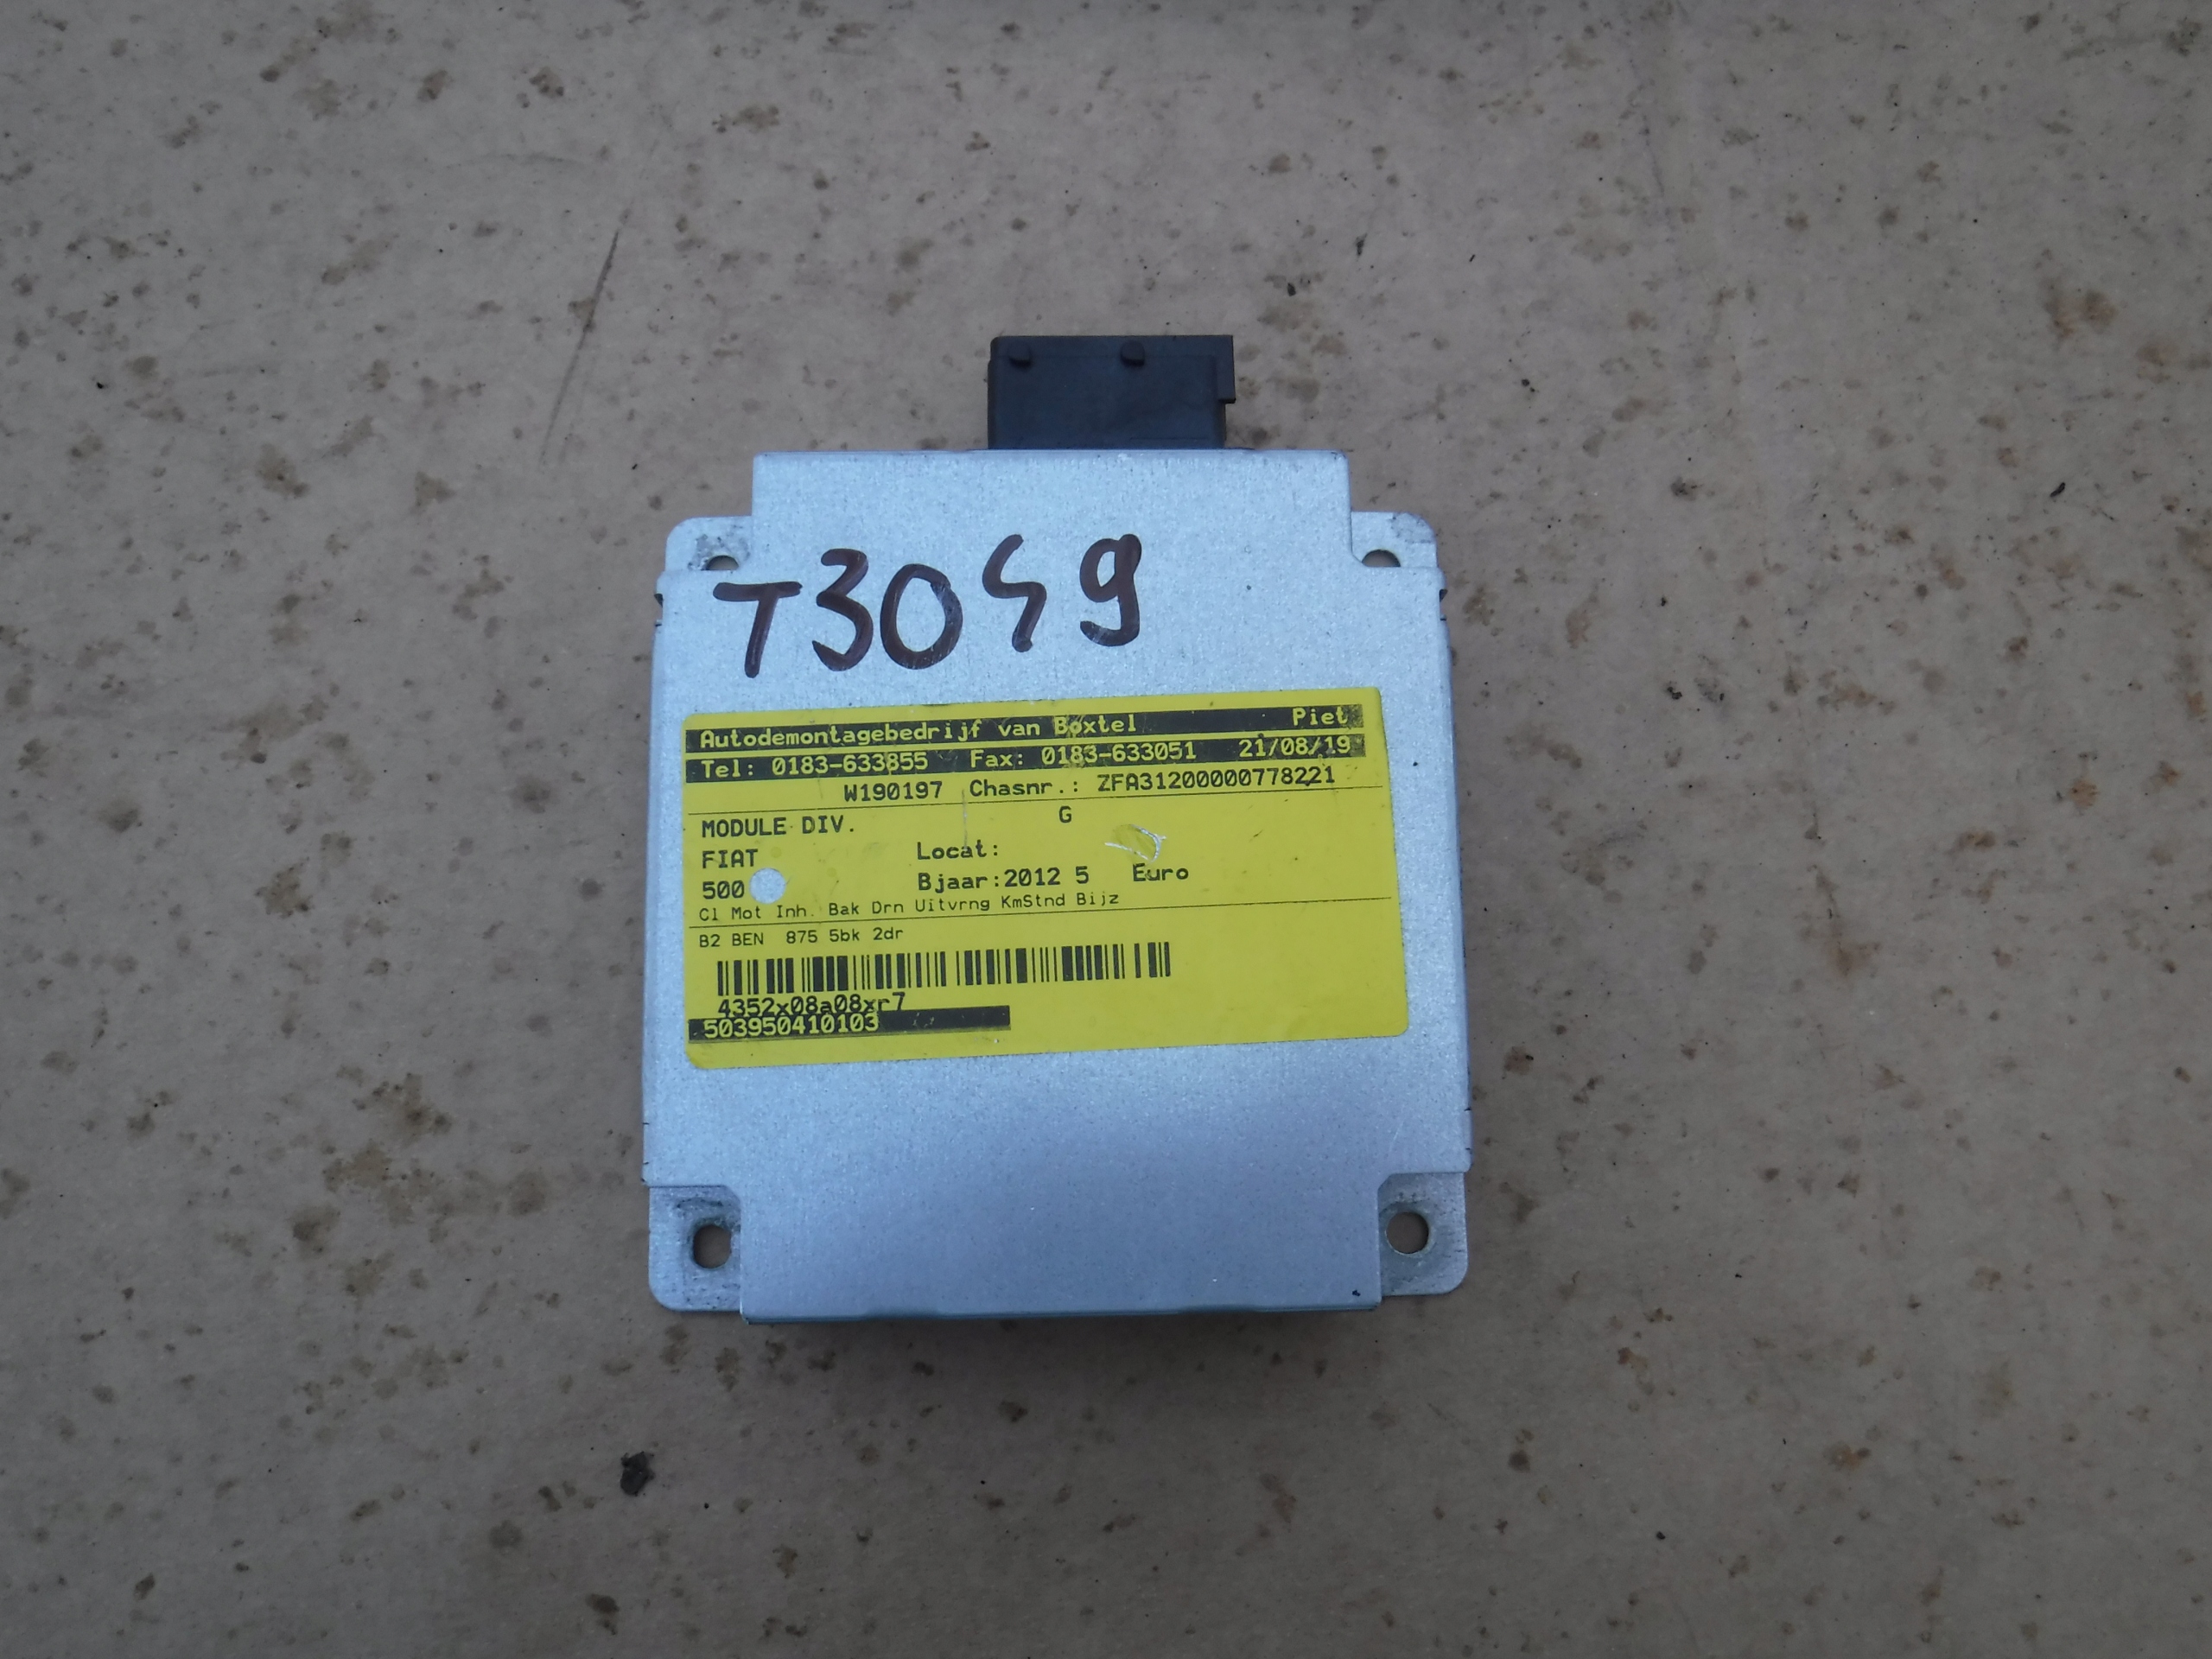 T3049
Autodemontagebedrijf van Boxtel Piet
Tel: 0183-633855 Fax: 0183-633051 21/08/19
W190197 Chasnr.: ZFA31200000778221
MODULE DIV. G
FIAT Locat:
500 Bjaar:2012 5 Euro
Cl Mot Inh. Bak Drn Uitvrng KmStnd Bijz
B2 BEN 875 5bk 2dr
4352x08a08xr7
503950410103